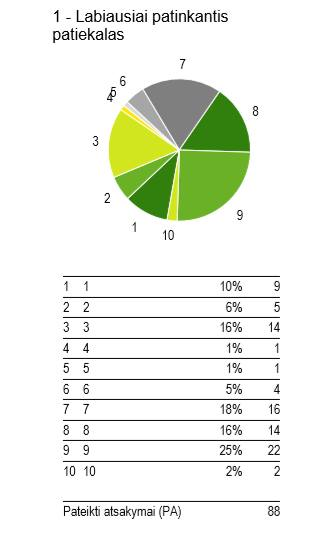 1 - Labiausiai patinkantis
patiekalas
7
6
5
4
8
3
2
9
1
10
1 1 10% 9
2 2 6% 5
3 3 16% 14
4 4 1% 1
5 5 1% 1
6 6 5% 4
7 7 18% 16
8 8 16% 14
9 9 25% 22
10 10 2% 2
Pateikti atsakymai (PA) 88